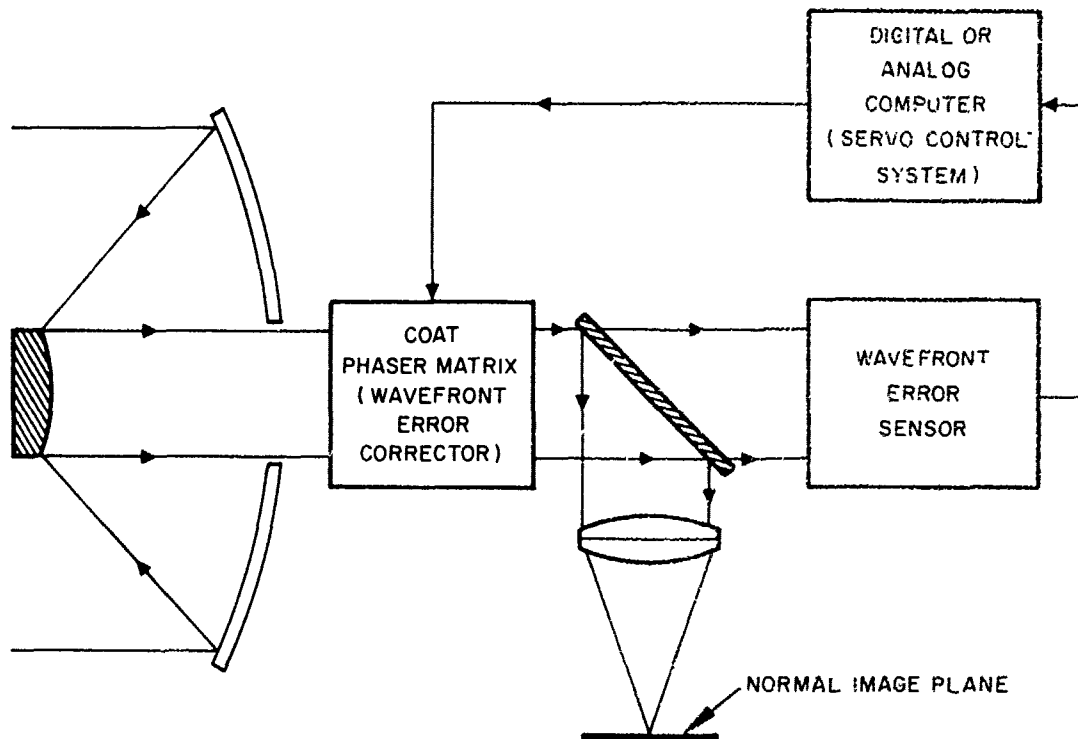 DIGITAL OR
ANALOG
COMPUTER
( SERVO CONTROL
SYSTEM )
COAT
PHASER MATRIX
( WAVEFRONT
ERROR
CORRECTOR )
WAVEFRONT
ERROR
SENSOR
NORMAL IMAGE PLANE